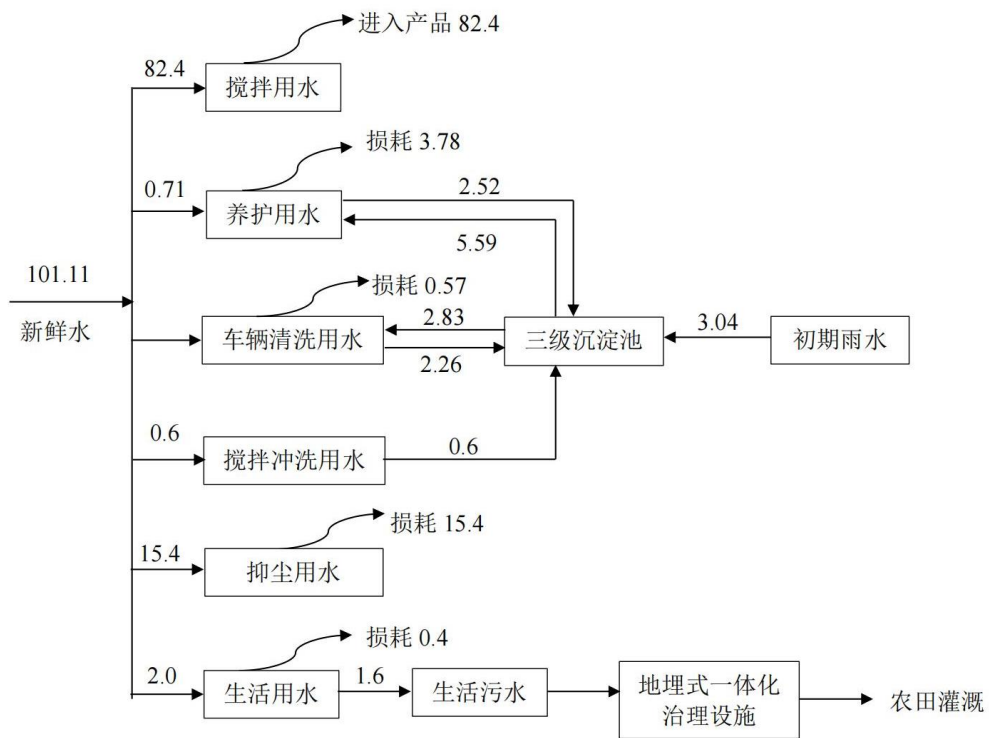 进入产品 82.4
82.4
搅拌用水
损耗 3.78
0.71
2.52
养护用水
5.59
101.11
损耗 0.57
新鲜水
2.83
3.04
车辆清洗用水
三级沉淀池
初期雨水
2.26
0.6
搅拌冲洗用水
0.6
损耗 15.4
15.4
抑尘用水
损耗 0.4
2.0
1.6
生活用水
生活污水
地埋式一体化
治理设施
农田灌溉